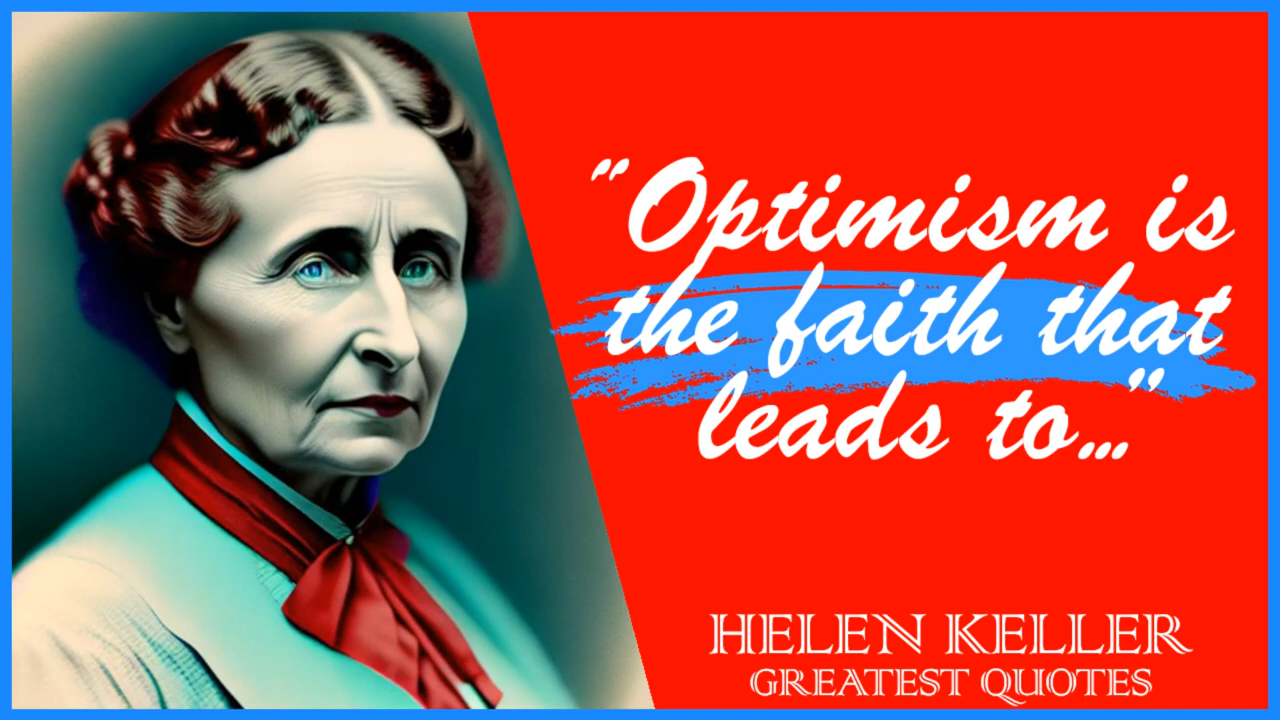 “Optimism is
the faith that
leads to…”
HELEN KELLER
GREATEST QUOTES